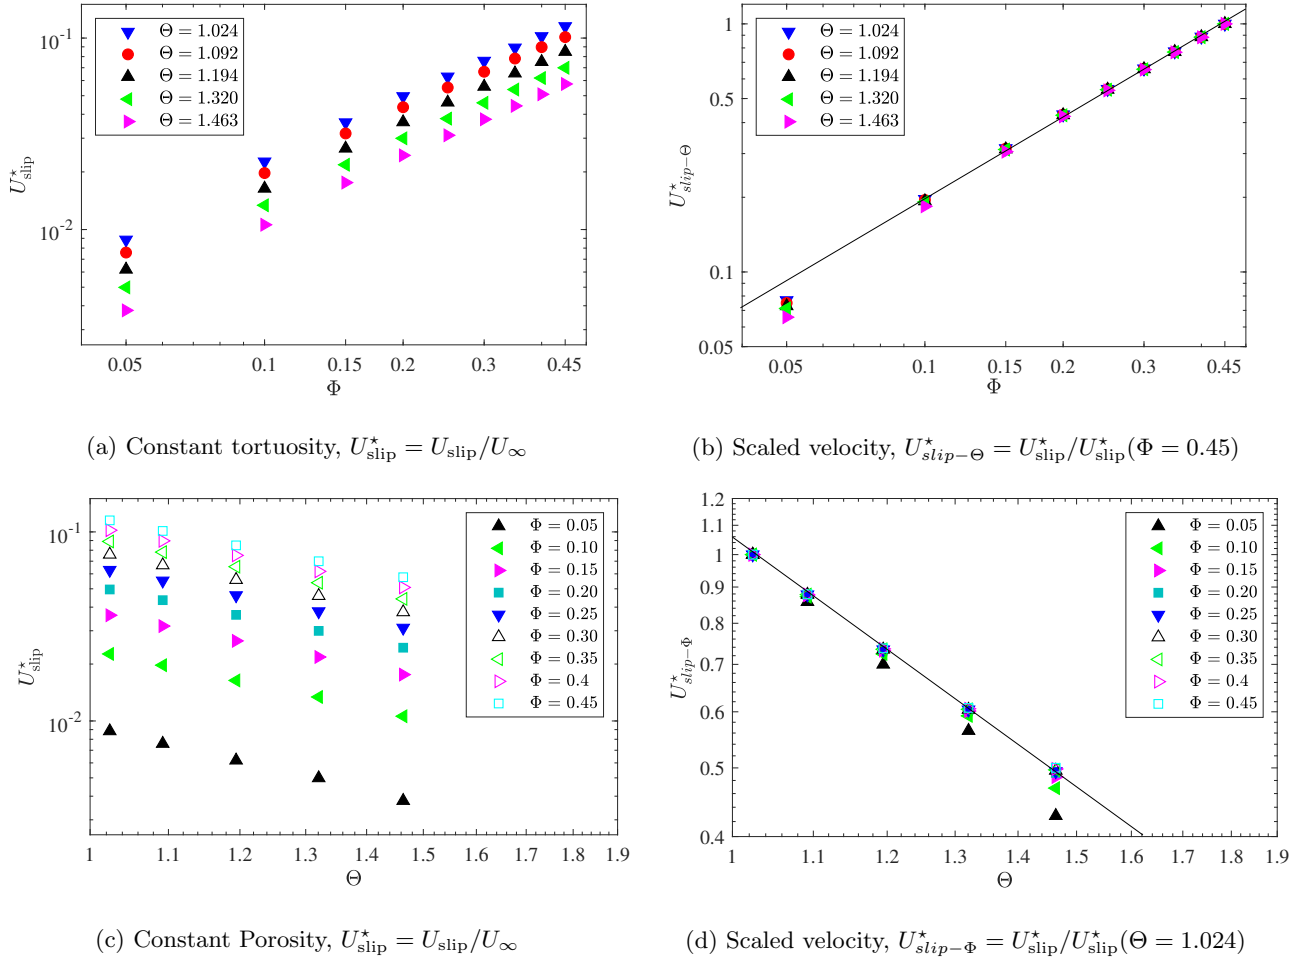 Θ = 1.024
Θ = 1.092
Θ = 1.194
Θ = 1.320
Θ = 1.463
10^{-1}
10^{-2}
U^⋆_{slip}
0.05 0.1 0.15 0.2 0.3 0.45
Φ
(a) Constant tortuosity, U^⋆_{slip} = U_{slip}/U_∞
Θ = 1.024
Θ = 1.092
Θ = 1.194
Θ = 1.320
Θ = 1.463
1
0.5
0.1
0.05
U^⋆_{slip−Θ}
0.05 0.1 0.15 0.2 0.3 0.45
Φ
(b) Scaled velocity, U^⋆_{slip−Θ} = U^⋆_{slip}/U^⋆_{slip}(Φ = 0.45)
Φ = 0.05
Φ = 0.10
Φ = 0.15
Φ = 0.20
Φ = 0.25
Φ = 0.30
Φ = 0.35
Φ = 0.4
Φ = 0.45
10^{-1}
10^{-2}
U^⋆_{slip}
1 1.1 1.2 1.3 1.4 1.5 1.6 1.7 1.8 1.9
Θ
(c) Constant Porosity, U^⋆_{slip} = U_{slip}/U_∞
Φ = 0.05
Φ = 0.10
Φ = 0.15
Φ = 0.20
Φ = 0.25
Φ = 0.30
Φ = 0.35
Φ = 0.4
Φ = 0.45
1.2
1.1
1
0.9
0.8
0.7
0.6
0.5
0.4
U^⋆_{slip−Φ}
1 1.1 1.2 1.3 1.4 1.5 1.6 1.7 1.8 1.9
Θ
(d) Scaled velocity, U^⋆_{slip−Φ} = U^⋆_{slip}/U^⋆_{slip}(Θ = 1.024)